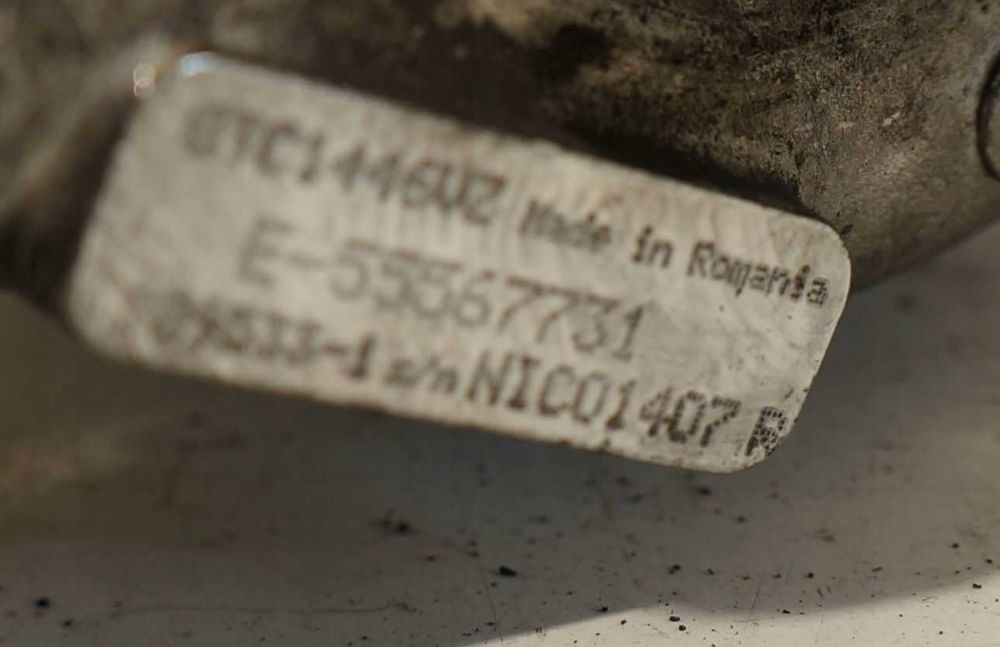 GTC1446VZ Made in Romania
E-55567731
s/n NIC01407 R